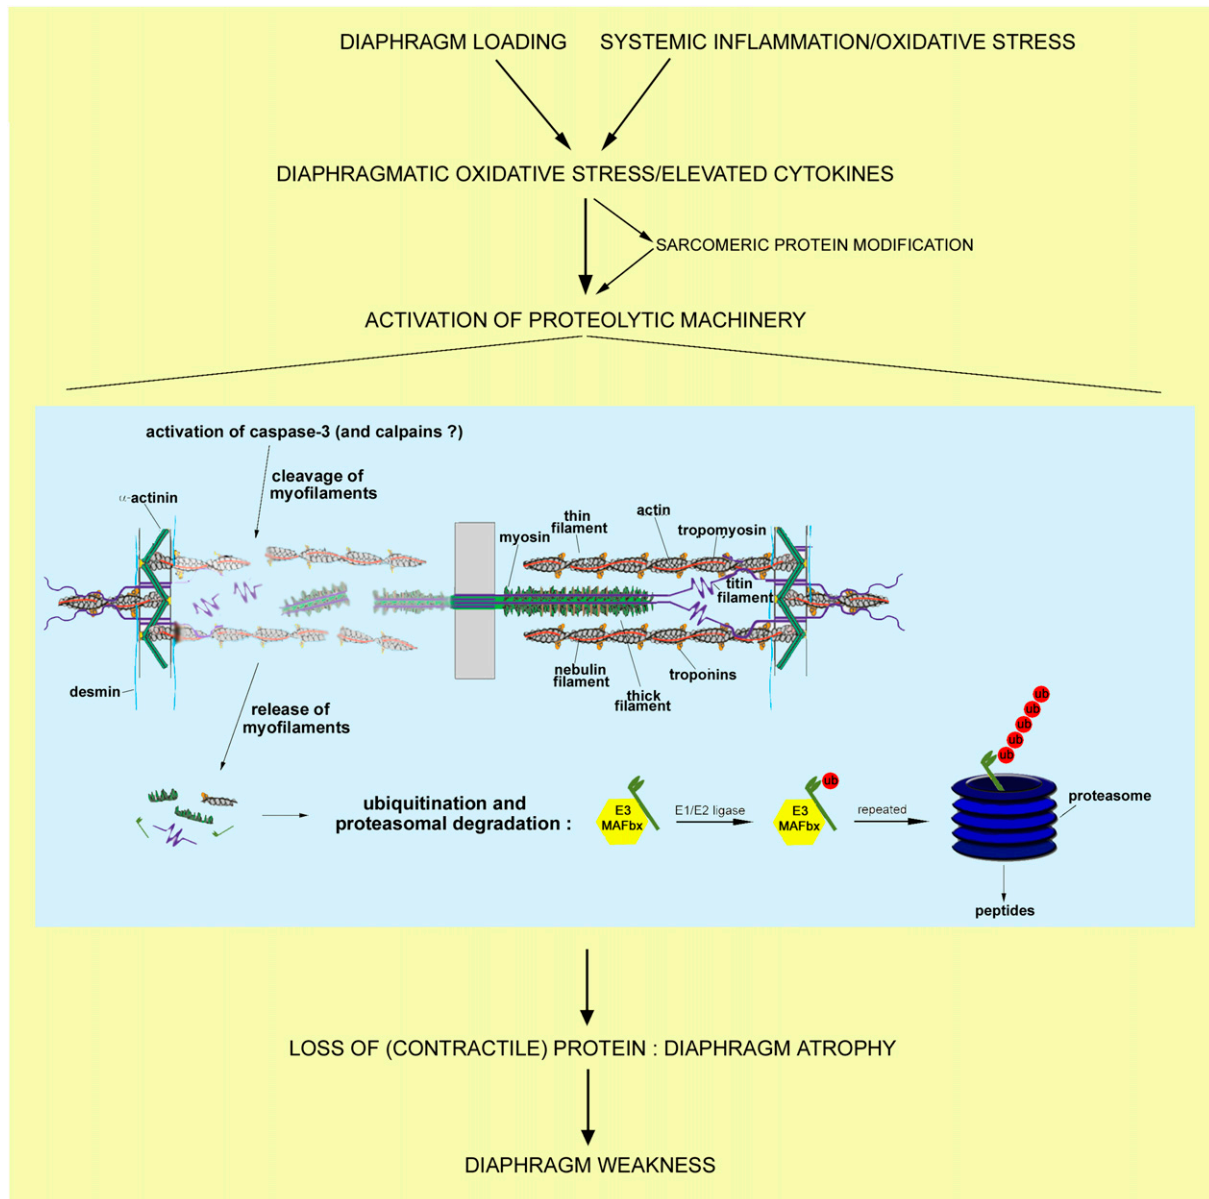 DIAPHRAGM LOADING
SYSTEMIC INFLAMMATION/OXIDATIVE STRESS
DIAPHRAGMATIC OXIDATIVE STRESS/ELEVATED CYTOKINES
SARCOMERIC PROTEIN MODIFICATION
ACTIVATION OF PROTEOLYTIC MACHINERY
activation of caspase-3 (and calpains ?)
cleavage of
myofilaments
α-actinin
myosin
thin
filament
actin
tropomyosin
titin
filament
desmin
nebulin
filament
thick
filament
troponins
release of
myofilaments
ubiquitination and
proteasomal degradation :
E3
MAFbx
E1/E2 ligase
ub
E3
MAFbx
repeated
ub
ub
ub
ub
ub
proteasome
peptides
LOSS OF (CONTRACTILE) PROTEIN : DIAPHRAGM ATROPHY
DIAPHRAGM WEAKNESS